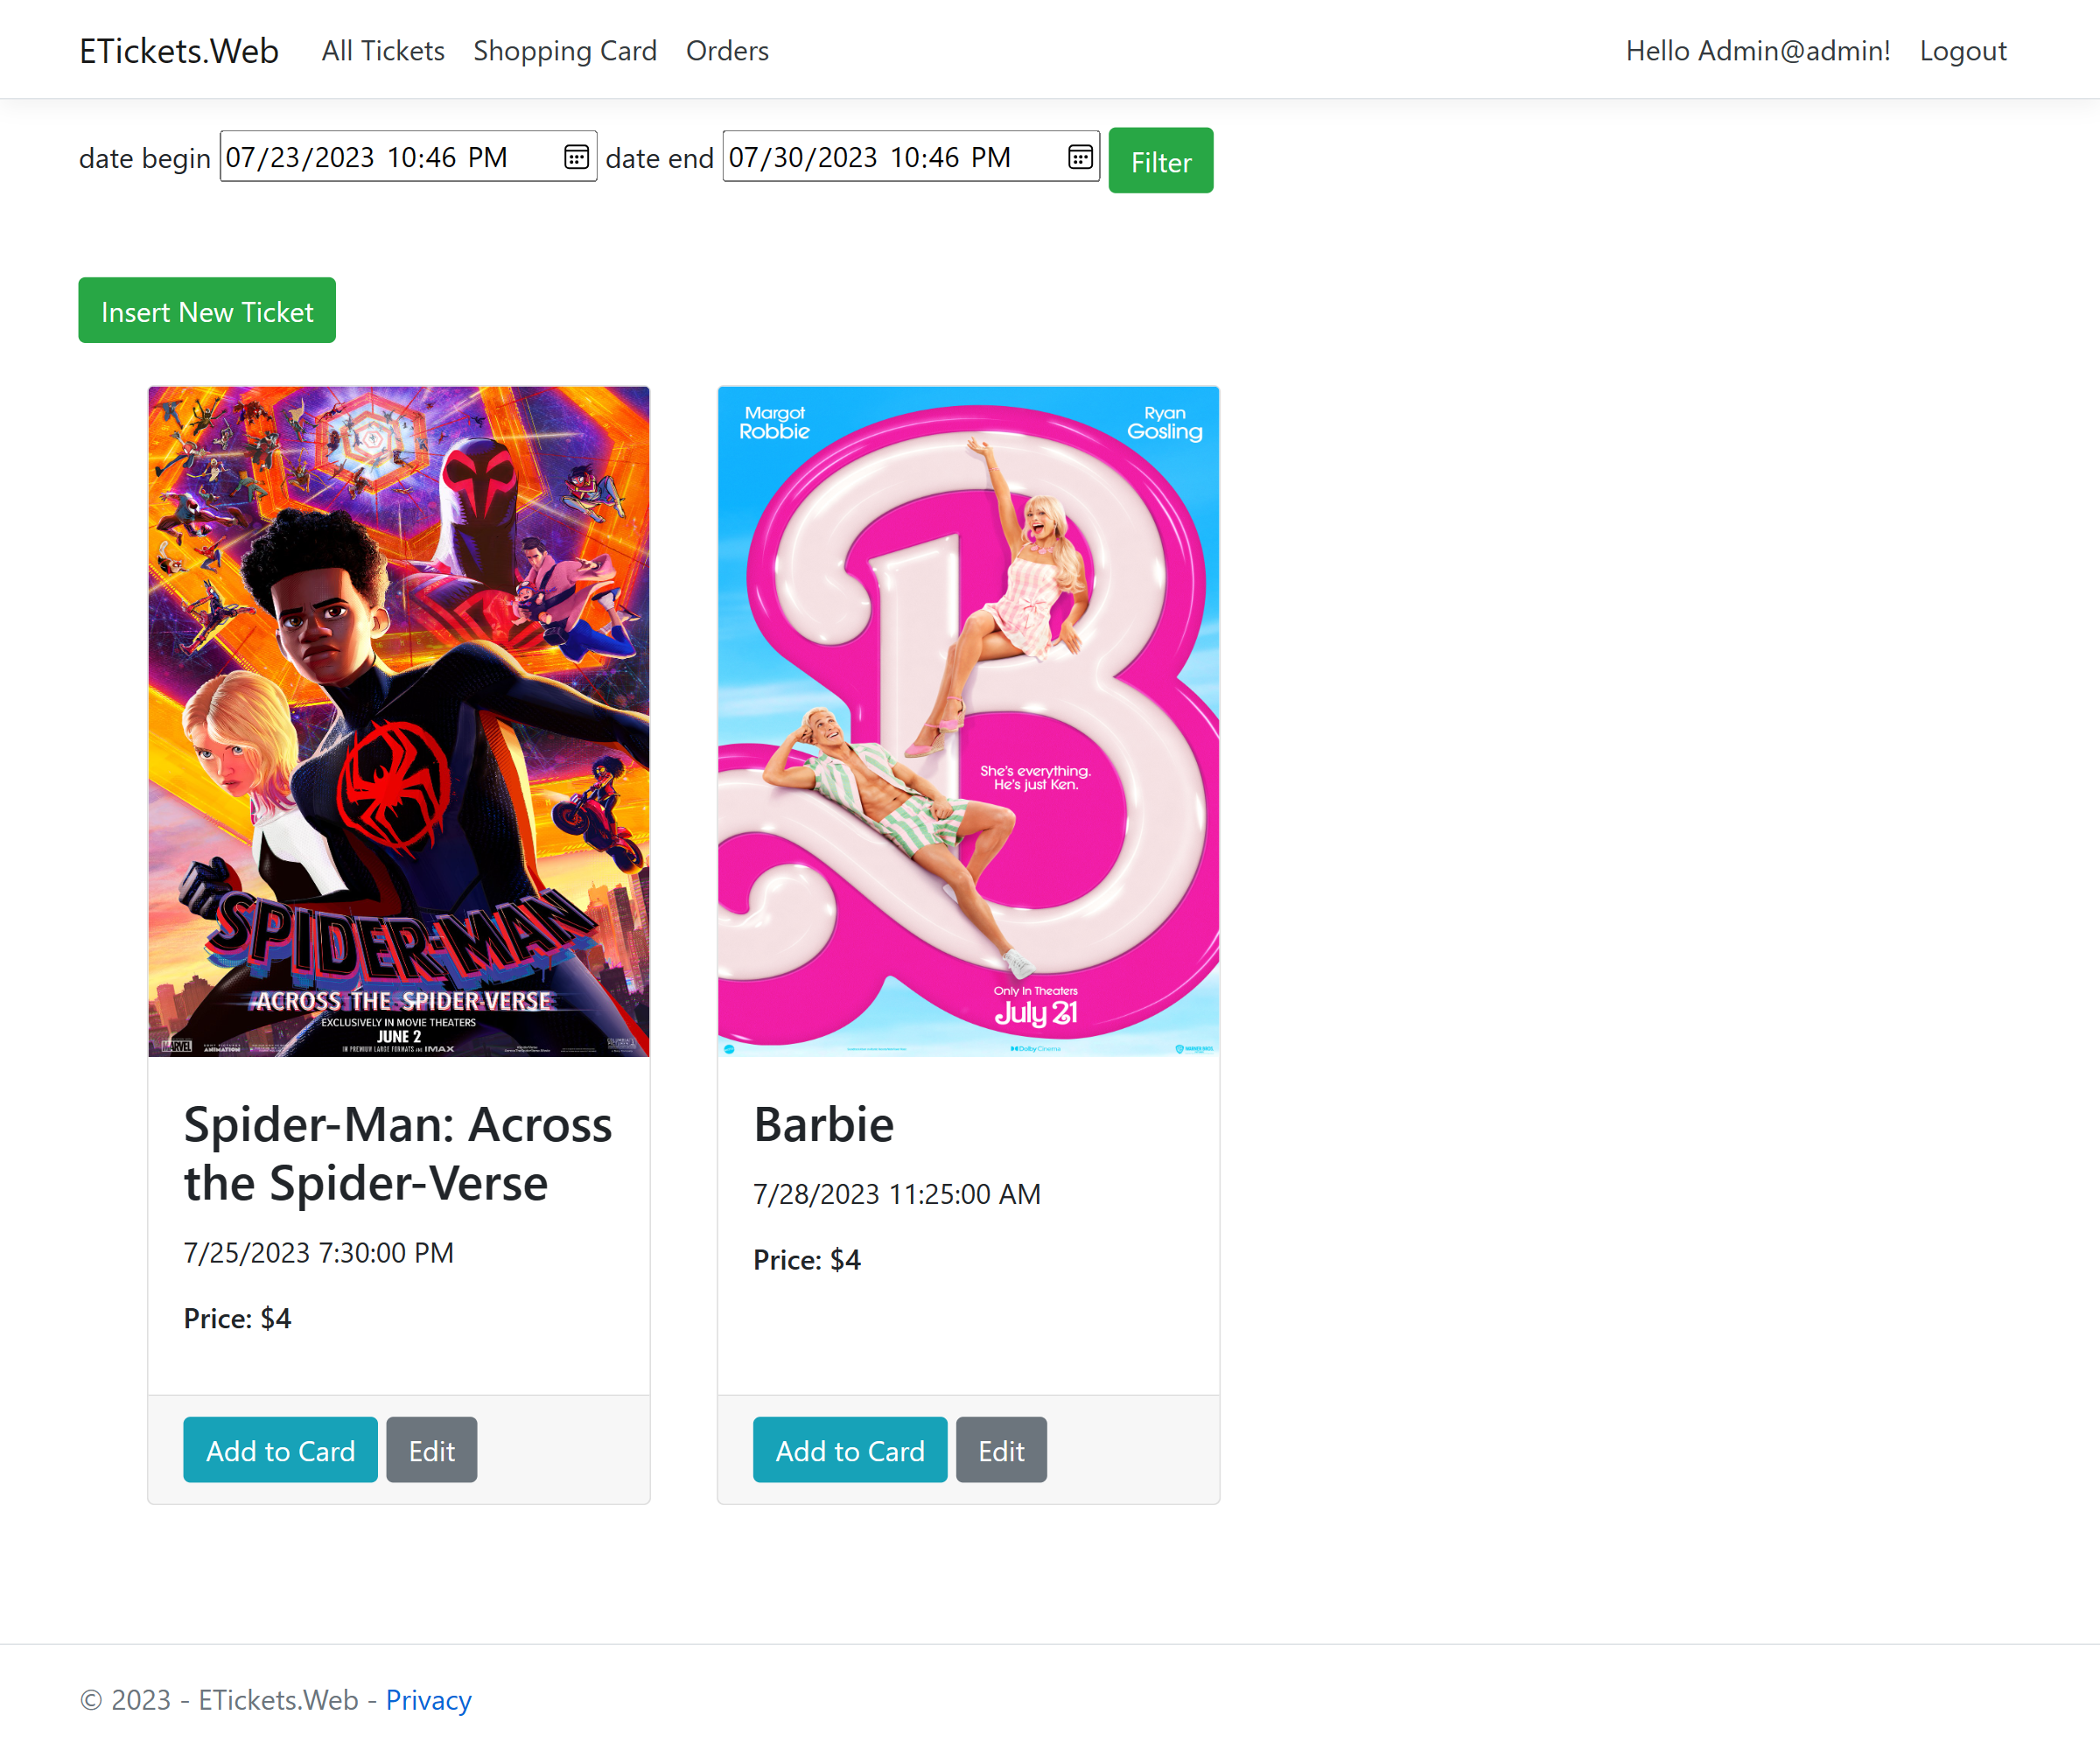 ETickets.Web All Tickets Shopping Card Orders Hello Admin@admin! Logout
date begin 07/23/2023 10:46 PM date end 07/30/2023 10:46 PM Filter
Insert New Ticket
SPIDER-MAN
ACROSS THE SPIDER-VERSE
EXCLUSIVELY IN MOVIE THEATERS
JUNE 2
IN PREMIUM LARGE FORMATS AND IMAX
MARVEL
ANIMATION
Spider-Man: Across
the Spider-Verse
7/25/2023 7:30:00 PM
Price: $4
Add to Card Edit
Margot
Robbie
Ryan
Gosling
She's everything.
He's just Ken.
Only In Theaters
July 21
Dolby Cinema
Barbie
7/28/2023 11:25:00 AM
Price: $4
Add to Card Edit
© 2023 - ETickets.Web - Privacy